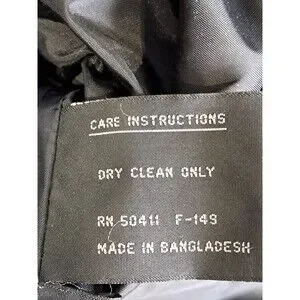 CARE INSTRUCTIONS
DRY CLEAN ONLY
RN 50411 F-149
MADE IN BANGLADESH